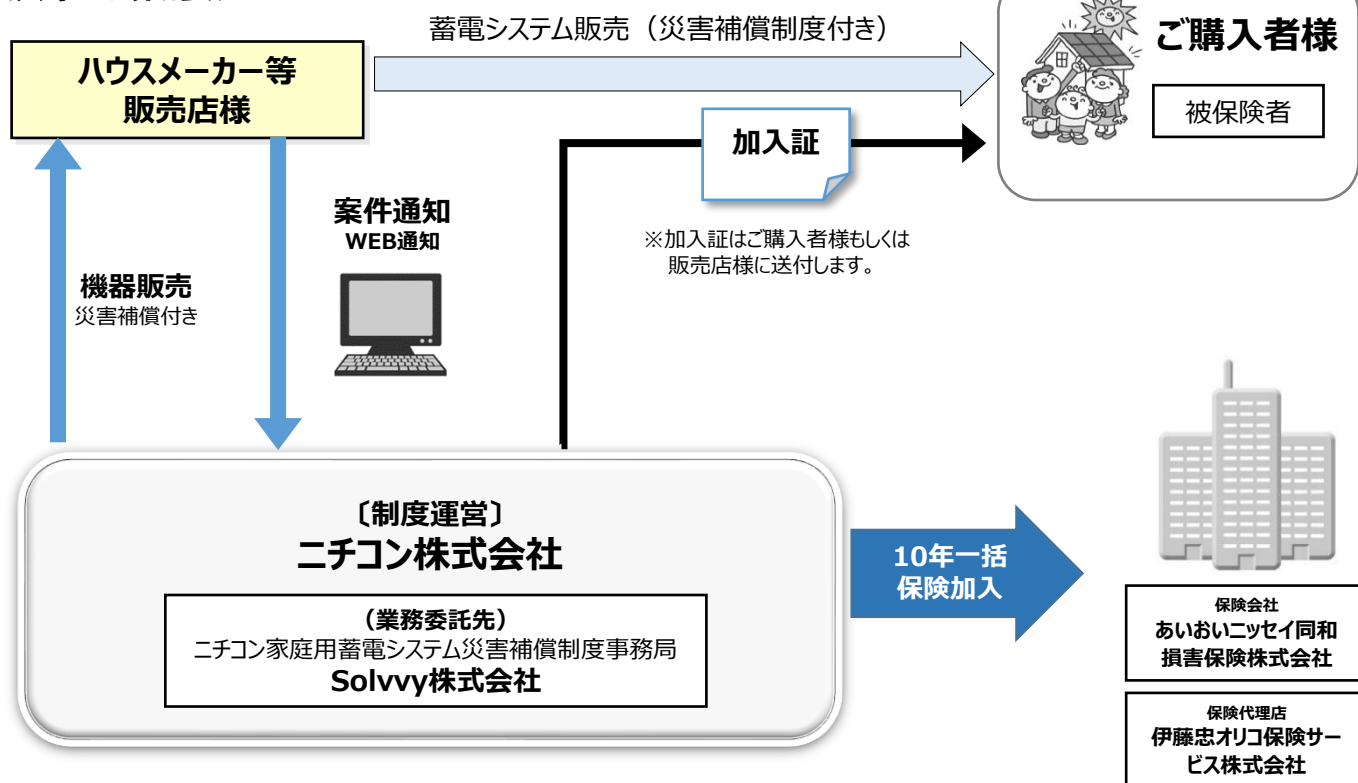 蓄電システム販売（災害補償制度付き）
ハウスメーカー等
販売店様
ご購入者様
被保険者
加入証
※加入証はご購入者様もしくは
販売店様に送付します。
案件通知
WEB通知
機器販売
災害補償付き
〔制度運営〕
ニチコン株式会社
（業務委託先）
ニチコン家庭用蓄電システム災害補償制度事務局
Solvvy株式会社
10年一括
保険加入
保険会社
あいおいニッセイ同和
損害保険株式会社
保険代理店
伊藤忠オリコ保険サー
ビス株式会社